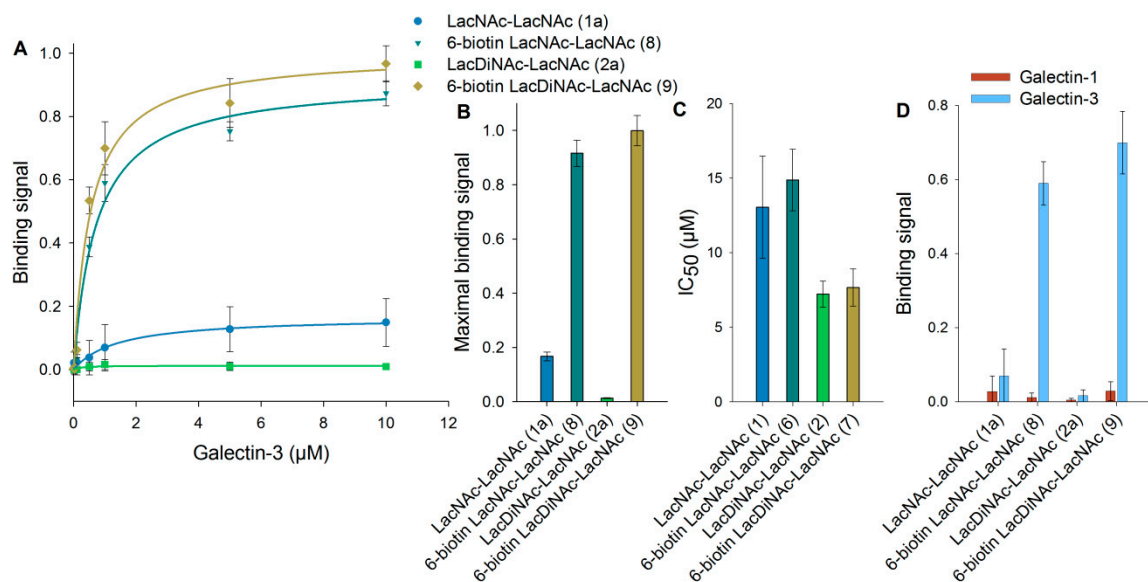 A
LacNAc-LacNAc (1a)
6-biotin LacNAc-LacNAc (8)
LacDiNAc-LacNAc (2a)
6-biotin LacDiNAc-LacNAc (9)
Binding signal
1.0
0.8
0.6
0.4
0.2
0.0
0
2
4
6
8
10
12
Galectin-3 (µM)
B
Maximal binding signal
1.0
0.8
0.6
0.4
0.2
0.0
LacNAc-LacNAc (1a)
6-biotin LacNAc-LacNAc (8)
LacDiNAc-LacNAc (2a)
6-biotin LacDiNAc-LacNAc (9)
C
IC50 (µM)
20
15
10
5
0
LacNAc-LacNAc (1)
6-biotin LacNAc-LacNAc (6)
LacDiNAc-LacNAc (2)
6-biotin LacDiNAc-LacNAc (7)
D
Galectin-1
Galectin-3
Binding signal
0.8
0.6
0.4
0.2
0.0
LacNAc-LacNAc (1a)
6-biotin LacNAc-LacNAc (8)
LacDiNAc-LacNAc (2a)
6-biotin LacDiNAc-LacNAc (9)